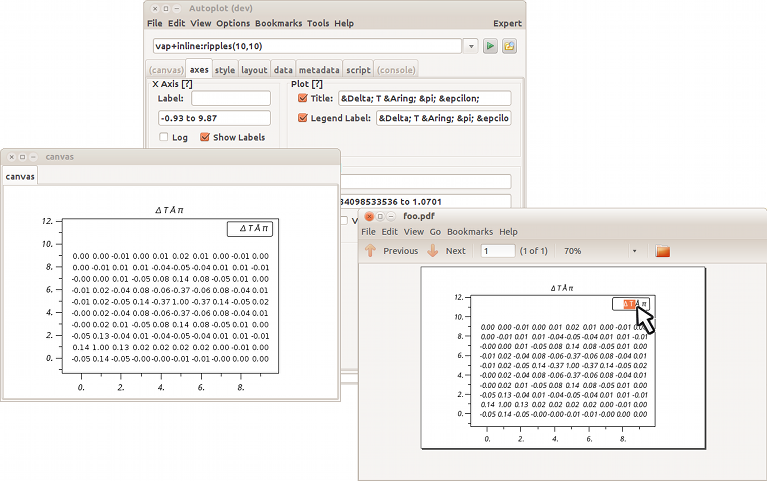 Autoplot (dev)
File Edit View Options Bookmarks Tools Help Expert
vap+inline:ripples(10,10)
(canvas) axes style layout data metadata script (console)
X Axis [?]
Label:
-0.93 to 9.87
Log Show Labels
Plot [?]
Title: &Delta; T &Aring; &pi; &epcilon;
Legend Label: &Delta; T &Aring; &pi; &epcilo
34098533536 to 1.0701
V
canvas
canvas
Δ T Å π
Δ T Å π
12.
10.
8.
6.
4.
2.
0.
0.00 0.00 -0.01 0.00 0.01 0.02 0.01 0.00 -0.01 0.00
0.00 -0.01 0.01 0.01 -0.04 -0.05 -0.04 0.01 0.01 -0.01
-0.00 0.00 0.01 -0.05 0.08 0.14 0.08 -0.05 0.01 0.00
-0.01 0.02 -0.04 0.08 -0.06 -0.37 -0.06 0.08 -0.04 0.01
-0.01 0.02 -0.05 0.14 -0.37 1.00 -0.37 0.14 -0.05 0.02
-0.00 0.02 -0.04 0.08 -0.06 -0.37 -0.06 0.08 -0.04 0.01
-0.00 0.02 0.01 -0.05 0.08 0.14 0.08 -0.05 0.01 0.00
-0.05 0.13 -0.04 0.01 -0.04 -0.05 -0.04 0.01 0.01 -0.01
0.14 1.00 0.13 0.02 0.02 0.02 0.02 0.00 -0.01 0.00
-0.05 0.14 -0.05 -0.00 -0.00 -0.01 -0.01 -0.00 0.00 0.00
0. 2. 4. 6. 8.
foo.pdf
File Edit View Go Bookmarks Help
Previous Next 1 (1 of 1) 70%
Δ T Å π
Δ T Å π
12.
10.
8.
6.
4.
2.
0.
0.00 0.00 -0.01 0.00 0.01 0.02 0.01 0.00 -0.01 0.00
0.00 -0.01 0.01 0.01 -0.04 -0.05 -0.04 0.01 0.01 -0.01
-0.00 0.00 0.01 -0.05 0.08 0.14 0.08 -0.05 0.01 0.00
-0.01 0.02 -0.04 0.08 -0.06 -0.37 -0.06 0.08 -0.04 0.01
-0.01 0.02 -0.05 0.14 -0.37 1.00 -0.37 0.14 -0.05 0.02
-0.00 0.02 -0.04 0.08 -0.06 -0.37 -0.06 0.08 -0.04 0.01
-0.00 0.02 0.01 -0.05 0.08 0.14 0.08 -0.05 0.01 0.00
-0.05 0.13 -0.04 0.01 -0.04 -0.05 -0.04 0.01 0.01 -0.01
0.14 1.00 0.13 0.02 0.02 0.02 0.02 0.00 -0.01 0.00
-0.05 0.14 -0.05 -0.00 -0.00 -0.01 -0.01 -0.00 0.00 0.00
0. 2. 4. 6. 8.